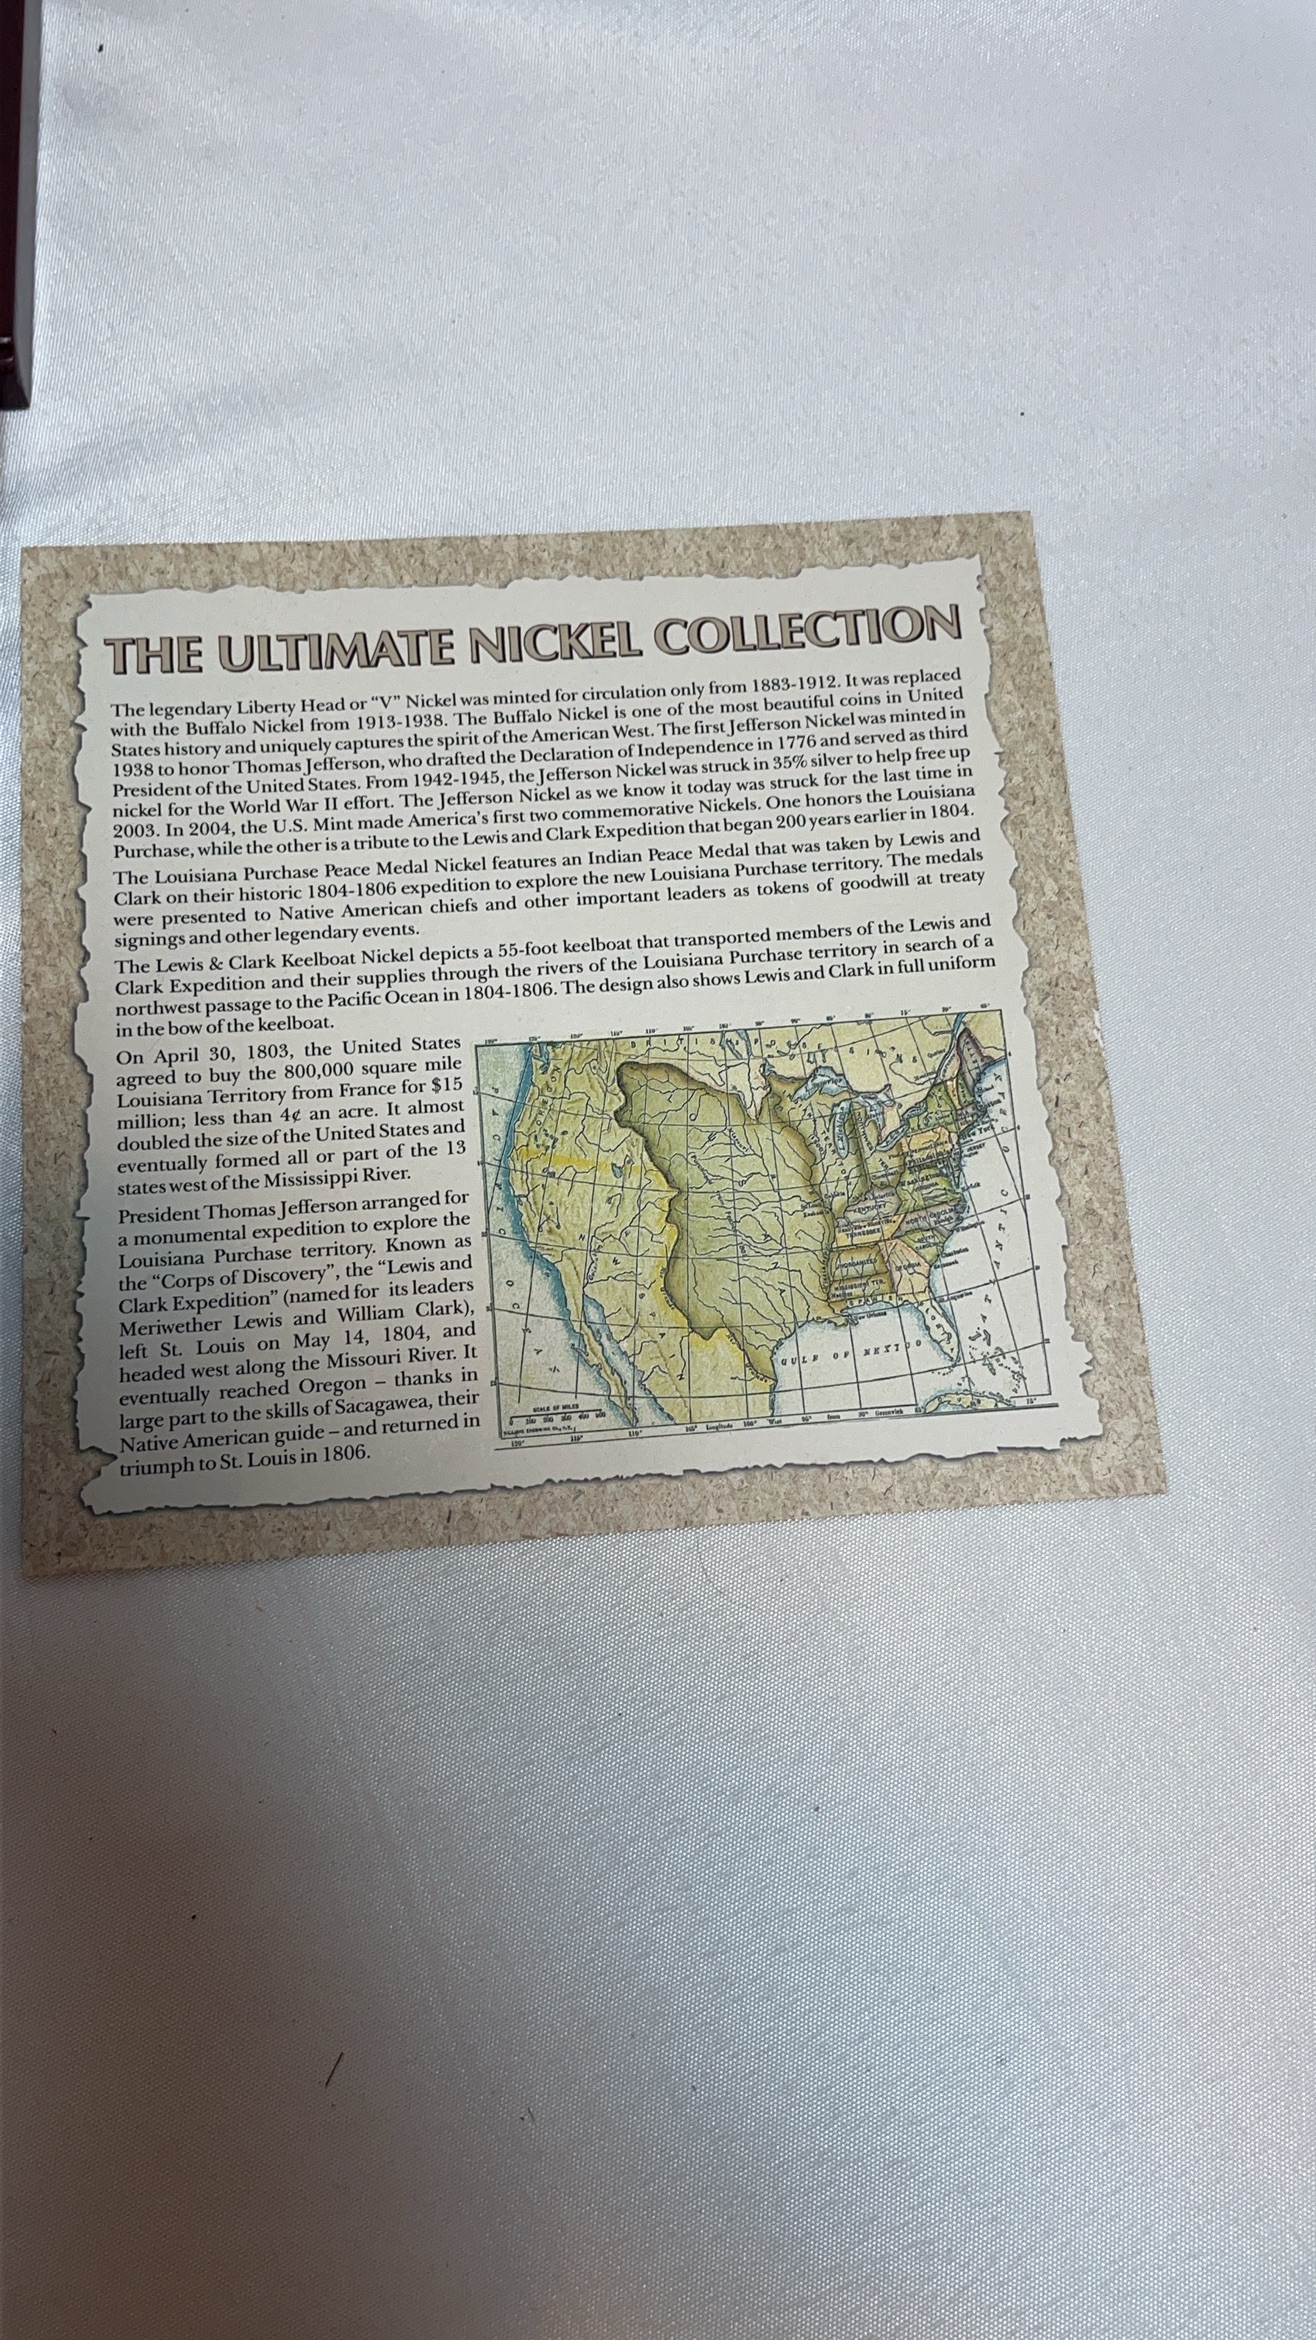 THE ULTIMATE NICKEL COLLECTION
The legendary Liberty Head or “V” Nickel was minted for circulation only from 1883-1912. It was replaced
with the Buffalo Nickel from 1913-1938. The Buffalo Nickel is one of the most beautiful coins in United
States history and uniquely captures the spirit of the American West. The first Jefferson Nickel was minted in
1938 to honor Thomas Jefferson, who drafted the Declaration of Independence in 1776 and served as third
President of the United States. From 1942-1945, the Jefferson Nickel was struck in 35% silver to help free up
nickel for the World War II effort. The Jefferson Nickel as we know it today was struck for the last time in
2003. In 2004, the U.S. Mint made America’s first two commemorative Nickels. One honors the Louisiana
Purchase, while the other is a tribute to the Lewis and Clark Expedition that began 200 years earlier in 1804.
The Louisiana Purchase Peace Medal Nickel features an Indian Peace Medal that was taken by Lewis and
Clark on their historic 1804-1806 expedition to explore the new Louisiana Purchase territory. The medals
were presented to Native American chiefs and other important leaders as tokens of goodwill at treaty
signings and other legendary events.
The Lewis & Clark Keelboat Nickel depicts a 55-foot keelboat that transported members of the Lewis and
Clark Expedition and their supplies through the rivers of the Louisiana Purchase territory in search of a
northwest passage to the Pacific Ocean in 1804-1806. The design also shows Lewis and Clark in full uniform
in the bow of the keelboat.
On April 30, 1803, the United States
agreed to buy the 800,000 square mile
Louisiana Territory from France for $15
million; less than 4¢ an acre. It almost
doubled the size of the United States and
eventually formed all or part of the 13
states west of the Mississippi River.
President Thomas Jefferson arranged for
a monumental expedition to explore the
Louisiana Purchase territory. Known as
the “Corps of Discovery”, the “Lewis and
Clark Expedition” (named for its leaders
Meriwether Lewis and William Clark),
left St. Louis on May 14, 1804, and
headed west along the Missouri River. It
eventually reached Oregon – thanks in
large part to the skills of Sacagawea, their
Native American guide – and returned in
triumph to St. Louis in 1806.
KENTUCKY
TENNESSEE
NORTH CAROLINA
GULF OF MEXICO
ATLANTIC
SCALE OF MILES
0 100 200 300 400 500
Longitude West from Greenwich